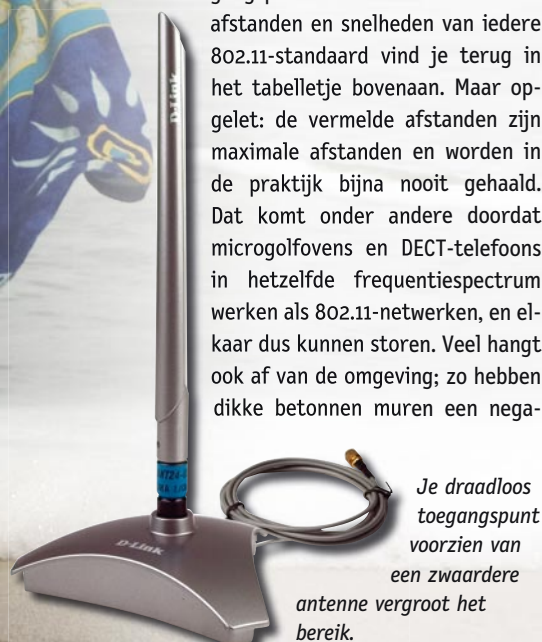 afstanden en snelheden van iedere
802.11-standaard vind je terug in
het tabelletje bovenaan. Maar op-
gelet: de vermelde afstanden zijn
maximale afstanden en worden in
de praktijk bijna nooit gehaald.
Dat komt onder andere doordat
microgolfovens en DECT-telefoons
in hetzelfde frequentiespectrum
werken als 802.11-netwerken, en el-
kaar dus kunnen storen. Veel hangt
ook af van de omgeving; zo hebben
dikke betonnen muren een nega-
D-Link
D-Link
Je draadloos
toegangspunt
voorzien van
een zwaardere
antenne vergroot het
bereik.